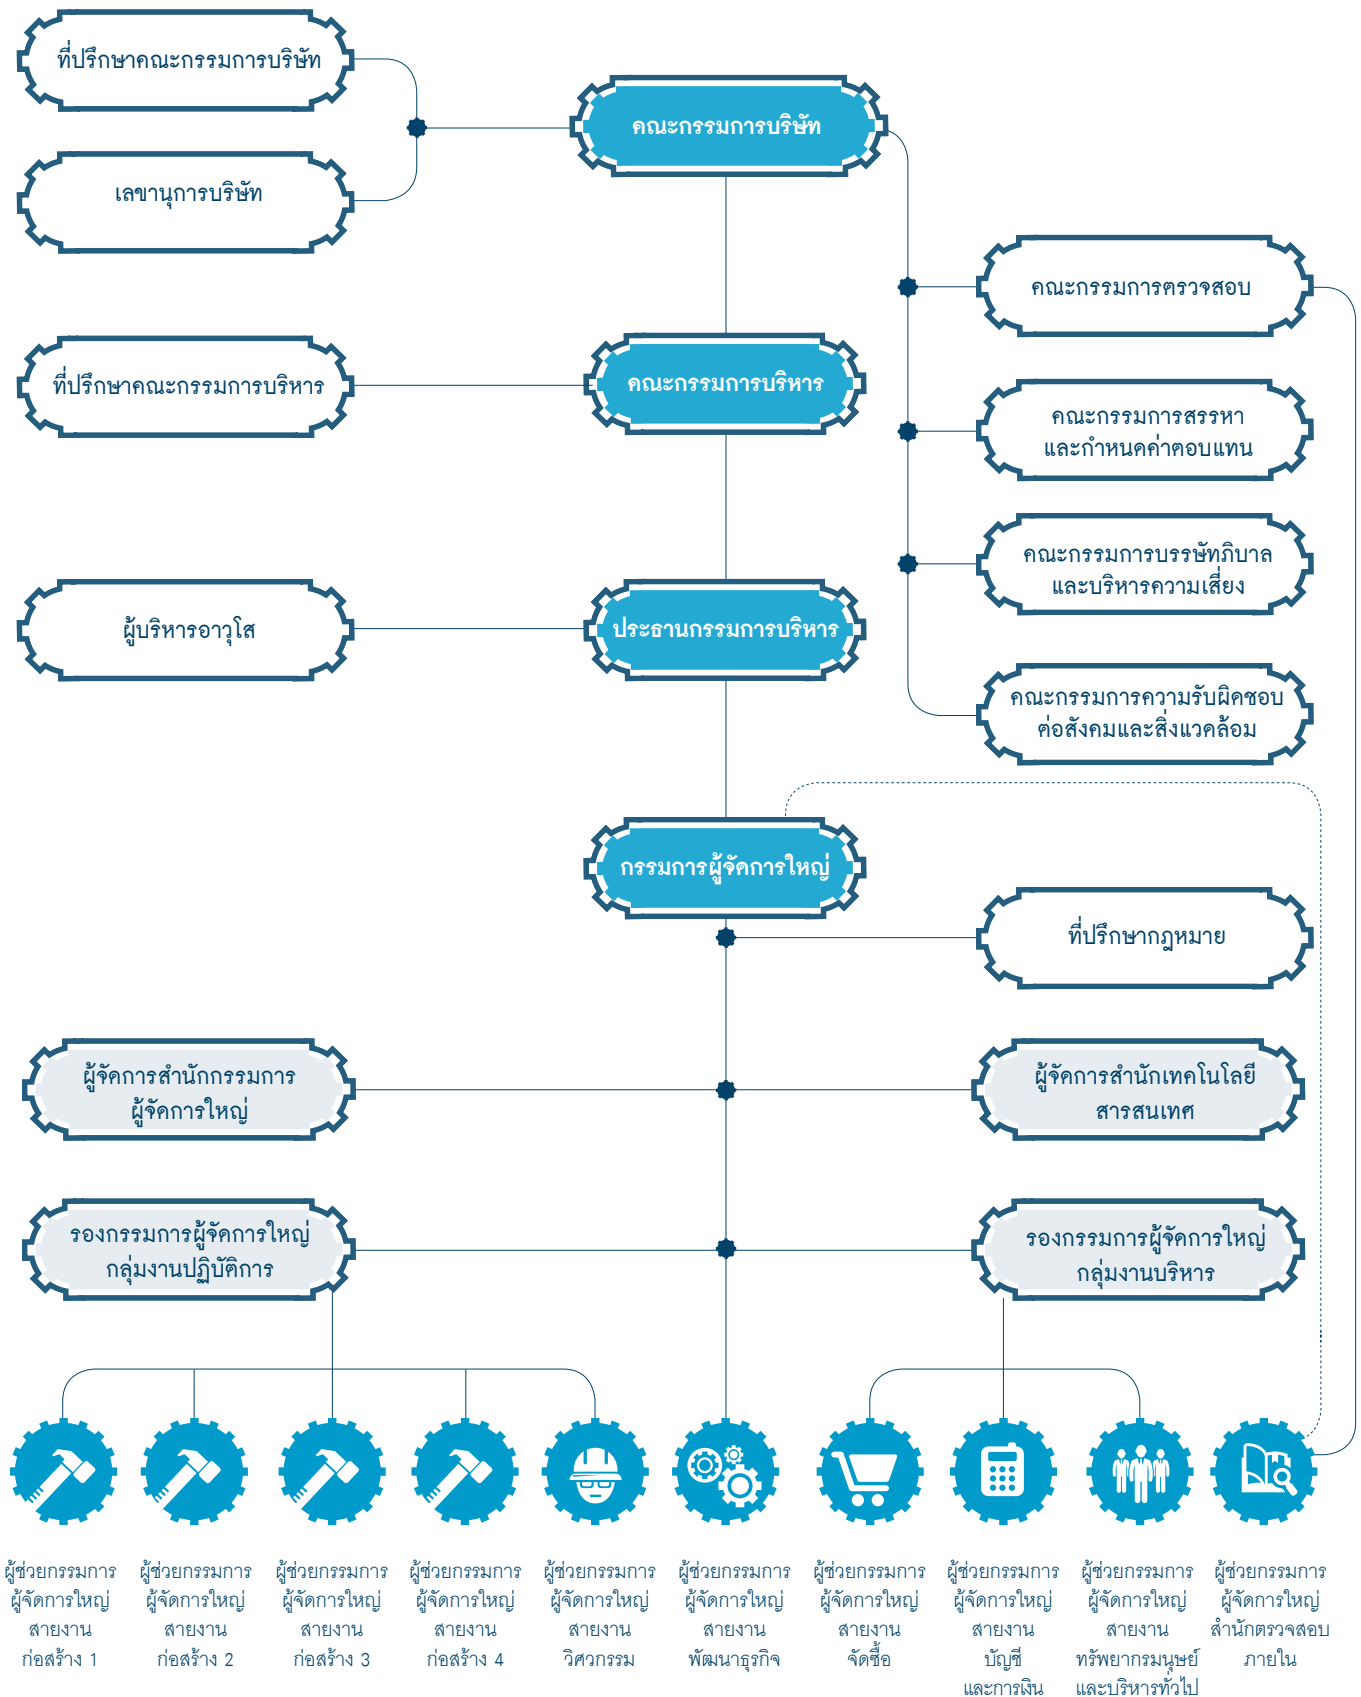 ที่ปรึกษาคณะกรรมการบริษัท
คณะกรรมการบริษัท
เลขานุการบริษัท
คณะกรรมการตรวจสอบ
ที่ปรึกษาคณะกรรมการบริหาร
คณะกรรมการบริหาร
คณะกรรมการสรรหา
และกำหนดค่าตอบแทน
คณะกรรมการบรรษัทภิบาล
และบริหารความเสี่ยง
ผู้บริหารอาวุโส
ประธานกรรมการบริหาร
คณะกรรมการความรับผิดชอบ
ต่อสังคมและสิ่งแวดล้อม
กรรมการผู้จัดการใหญ่
ที่ปรึกษากฎหมาย
ผู้จัดการสำนักกรรมการ
ผู้จัดการใหญ่
ผู้จัดการสำนักเทคโนโลยี
สารสนเทศ
รองกรรมการผู้จัดการใหญ่
กลุ่มงานปฏิบัติการ
รองกรรมการผู้จัดการใหญ่
กลุ่มงานบริหาร
ผู้ช่วยกรรมการ
ผู้จัดการใหญ่
สายงาน
ก่อสร้าง 1
ผู้ช่วยกรรมการ
ผู้จัดการใหญ่
สายงาน
ก่อสร้าง 2
ผู้ช่วยกรรมการ
ผู้จัดการใหญ่
สายงาน
ก่อสร้าง 3
ผู้ช่วยกรรมการ
ผู้จัดการใหญ่
สายงาน
ก่อสร้าง 4
ผู้ช่วยกรรมการ
ผู้จัดการใหญ่
สายงาน
วิศวกรรม
ผู้ช่วยกรรมการ
ผู้จัดการใหญ่
สายงาน
พัฒนาธุรกิจ
ผู้ช่วยกรรมการ
ผู้จัดการใหญ่
สายงาน
จัดซื้อ
ผู้ช่วยกรรมการ
ผู้จัดการใหญ่
สายงาน
บัญชี
และการเงิน
ผู้ช่วยกรรมการ
ผู้จัดการใหญ่
สายงาน
ทรัพยากรมนุษย์
และบริหารทั่วไป
ผู้ช่วยกรรมการ
ผู้จัดการใหญ่
สำนักตรวจสอบ
ภายใน